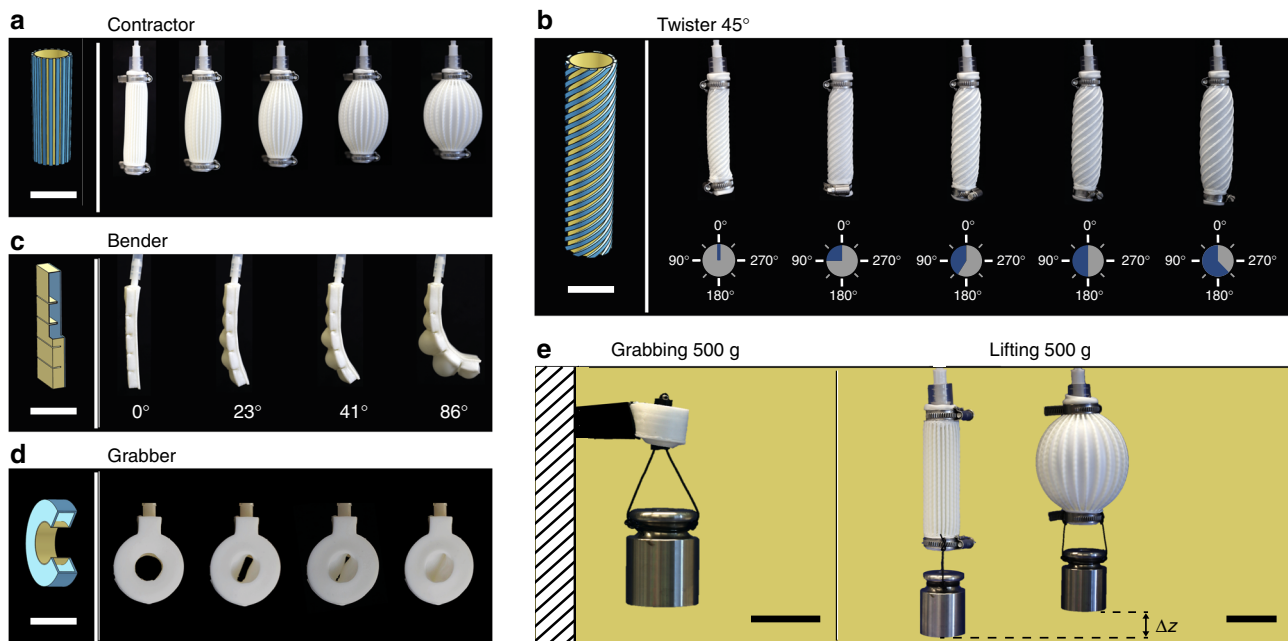 a Contractor
b Twister 45°
0° 0° 0° 0° 0°
90° 270° 90° 270° 90° 270° 90° 270° 90° 270°
180° 180° 180° 180° 180°
c Bender
0° 23° 41° 86°
d Grabber
e Grabbing 500 g Lifting 500 g
Δz